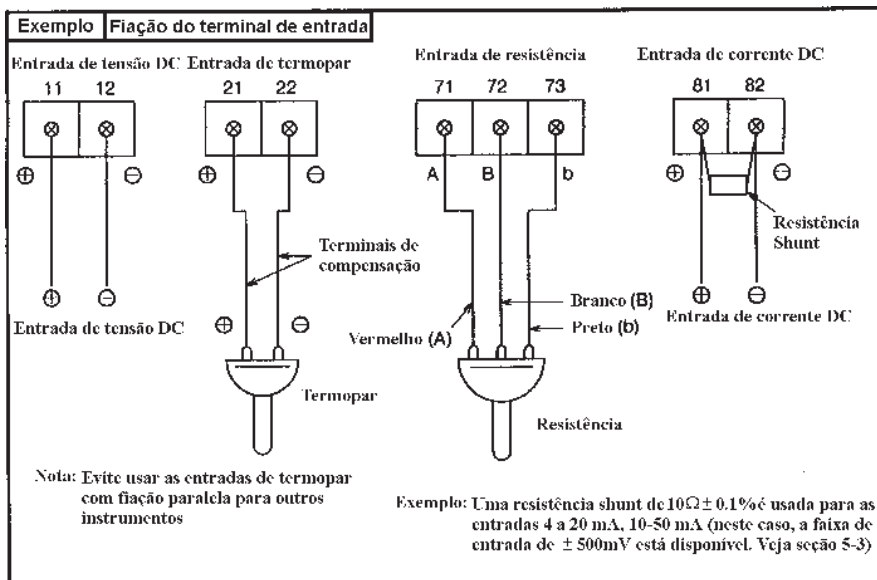 Exemplo Fiação do terminal de entrada
Entrada de tensão DC
11 12
⊕ ⊖
⊕ ⊖
Entrada de tensão DC
Entrada de termopar
21 22
⊕ ⊖
Terminais de
compensação
⊕ ⊖
Termopar
Entrada de resistência
71 72 73
A B b
Branco (B)
Vermelho (A)
Preto (b)
Resistência
Entrada de corrente DC
81 82
⊕ ⊖
Resistência
Shunt
⊕ ⊖
Entrada de corrente DC
Nota: Evite usar as entradas de termopar
com fiação paralela para outros
instrumentos
Exemplo: Uma resistência shunt de 10Ω ± 0.1% é usada para as
entradas 4 a 20 mA, 10-50 mA (neste caso, a faixa de
entrada de ± 500mV está disponível. Veja seção 5-3)